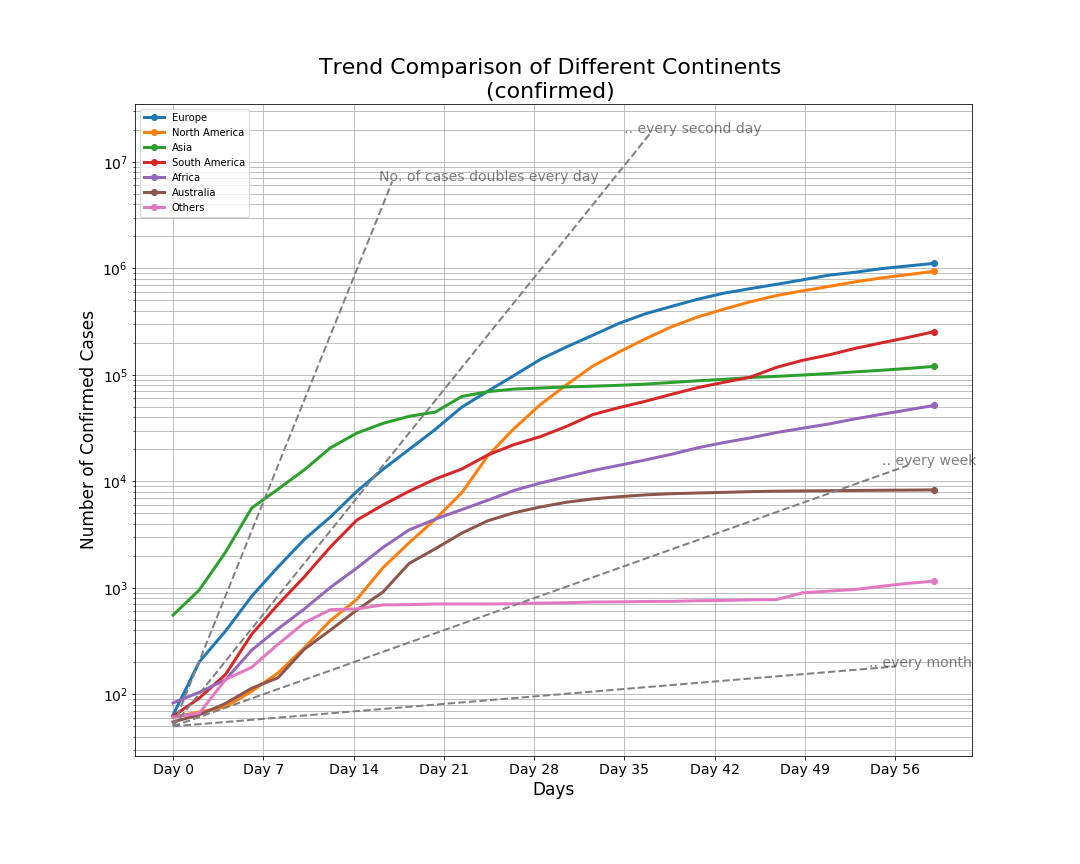 Trend Comparison of Different Continents
(confirmed)
Europe
North America
Asia
South America
Africa
Australia
Others
.. every second day
No. of cases doubles every day
.. every week
.. every month
10^7
10^6
10^5
10^4
10^3
10^2
Number of Confirmed Cases
Day 0 Day 7 Day 14 Day 21 Day 28 Day 35 Day 42 Day 49 Day 56
Days